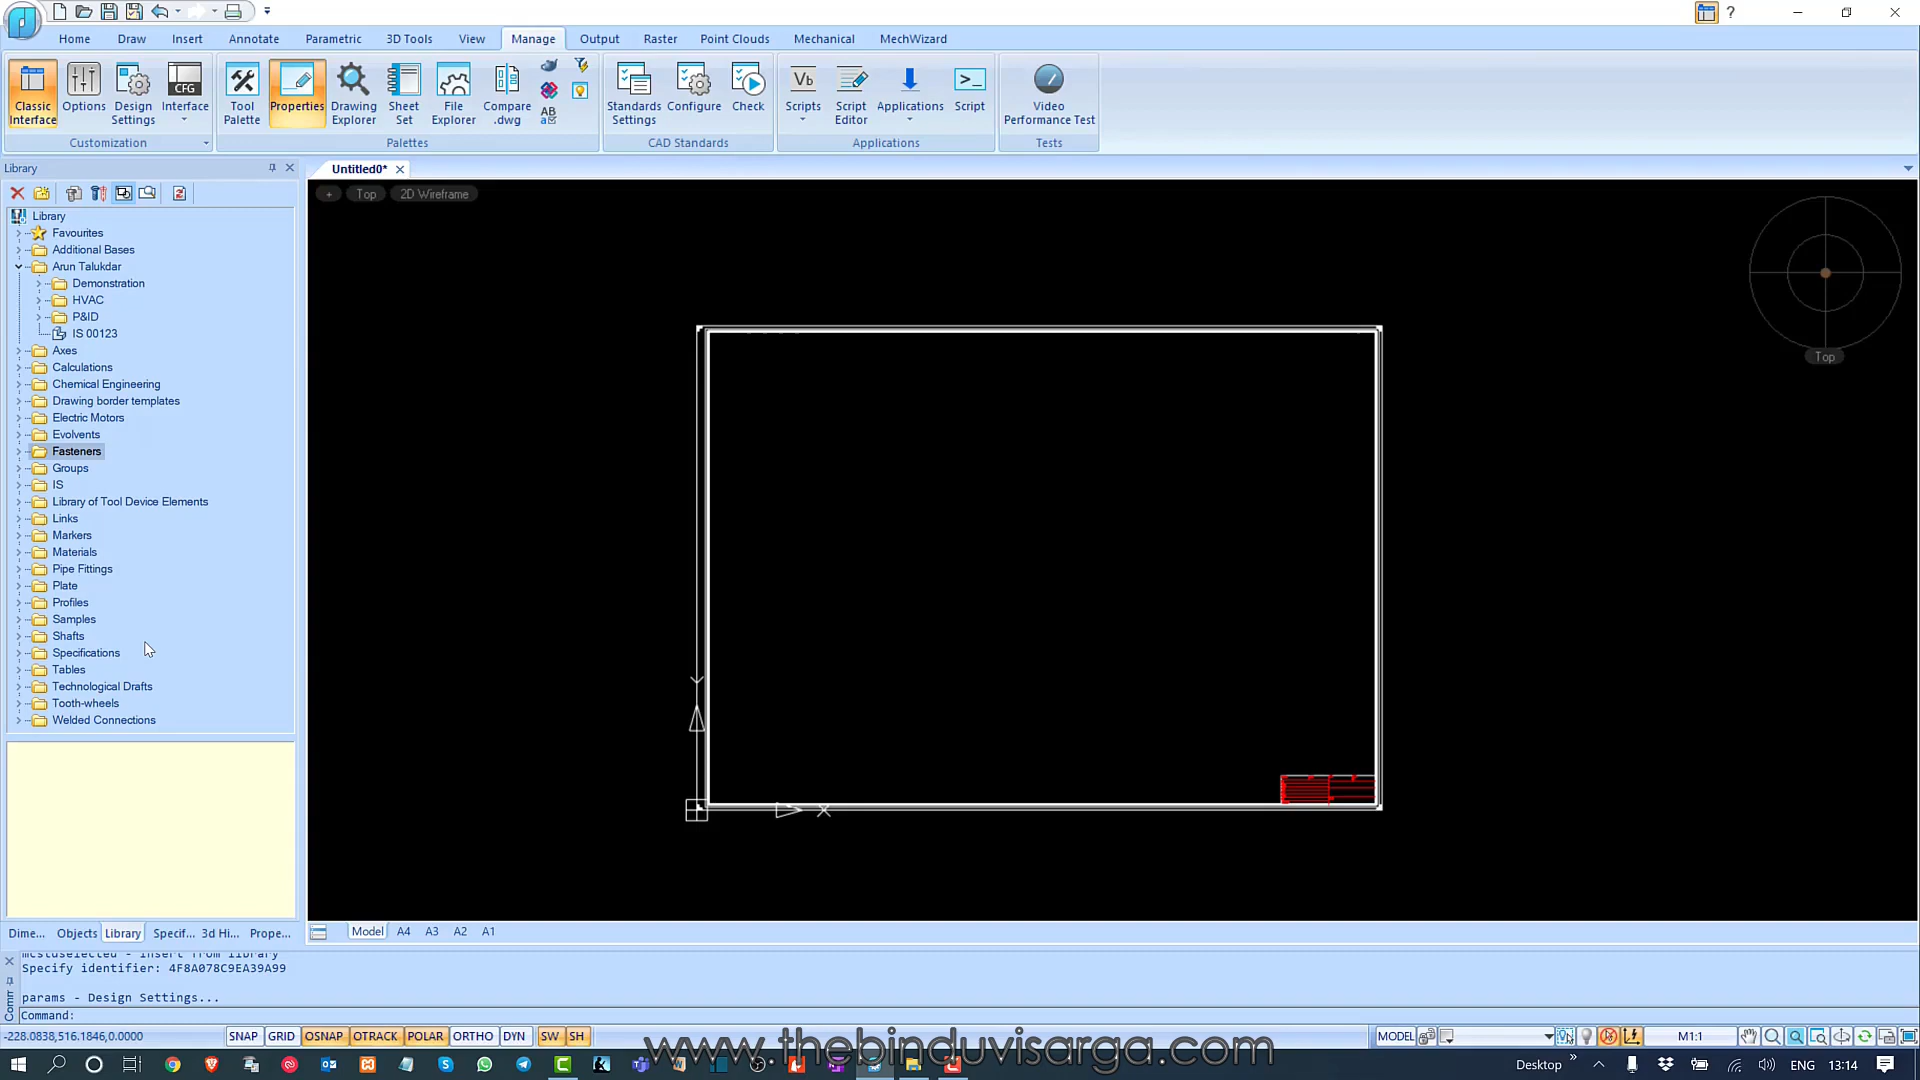 Home Draw Insert Annotate Parametric 3D Tools View Manage Output Raster Point Clouds Mechanical MechWizard
Classic Interface
Options
Design Settings
CFG
Interface
Tool Palette
Properties
Drawing Explorer
Sheet Set
File Explorer
Compare .dwg
Standards Settings
Configure
Check
Vb
Scripts
Script Editor
Applications
Script
Video Performance Test
Customization
Palettes
CAD Standards
Applications
Tests
Library
Untitled0*
+ Top 2D Wireframe
Library
Favourites
Additional Bases
Arun Talukdar
Demonstration
HVAC
P&ID
IS 00123
Axes
Calculations
Chemical Engineering
Drawing border templates
Electric Motors
Evolvents
Fasteners
Groups
IS
Library of Tool Device Elements
Links
Markers
Materials
Pipe Fittings
Plate
Profiles
Samples
Shafts
Specifications
Tables
Technological Drafts
Tooth-wheels
Welded Connections
Top
Y
X
Dime... Objects Library Specif... 3d Hi... Prope...
Model A4 A3 A2 A1
mcstdselected - Insert from library
Specify identifier: 4F8A078C9EA39A99
params - Design Settings...
Command:
-228.0838,516.1846,0.0000
SNAP GRID OSNAP OTRACK POLAR ORTHO DYN SW SH
MODEL
M1:1
www.thebinduvisarga.com
Desktop
ENG 13:14